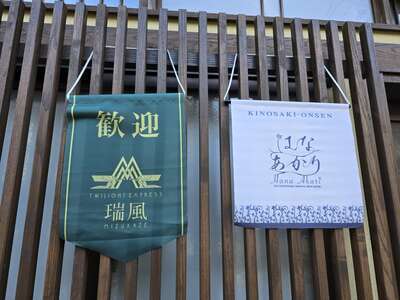 歓迎
TWILIGHT EXPRESS
瑞風
MIZUKAZE
KINOSAKI-ONSEN
はな
あかり
Hana Akari